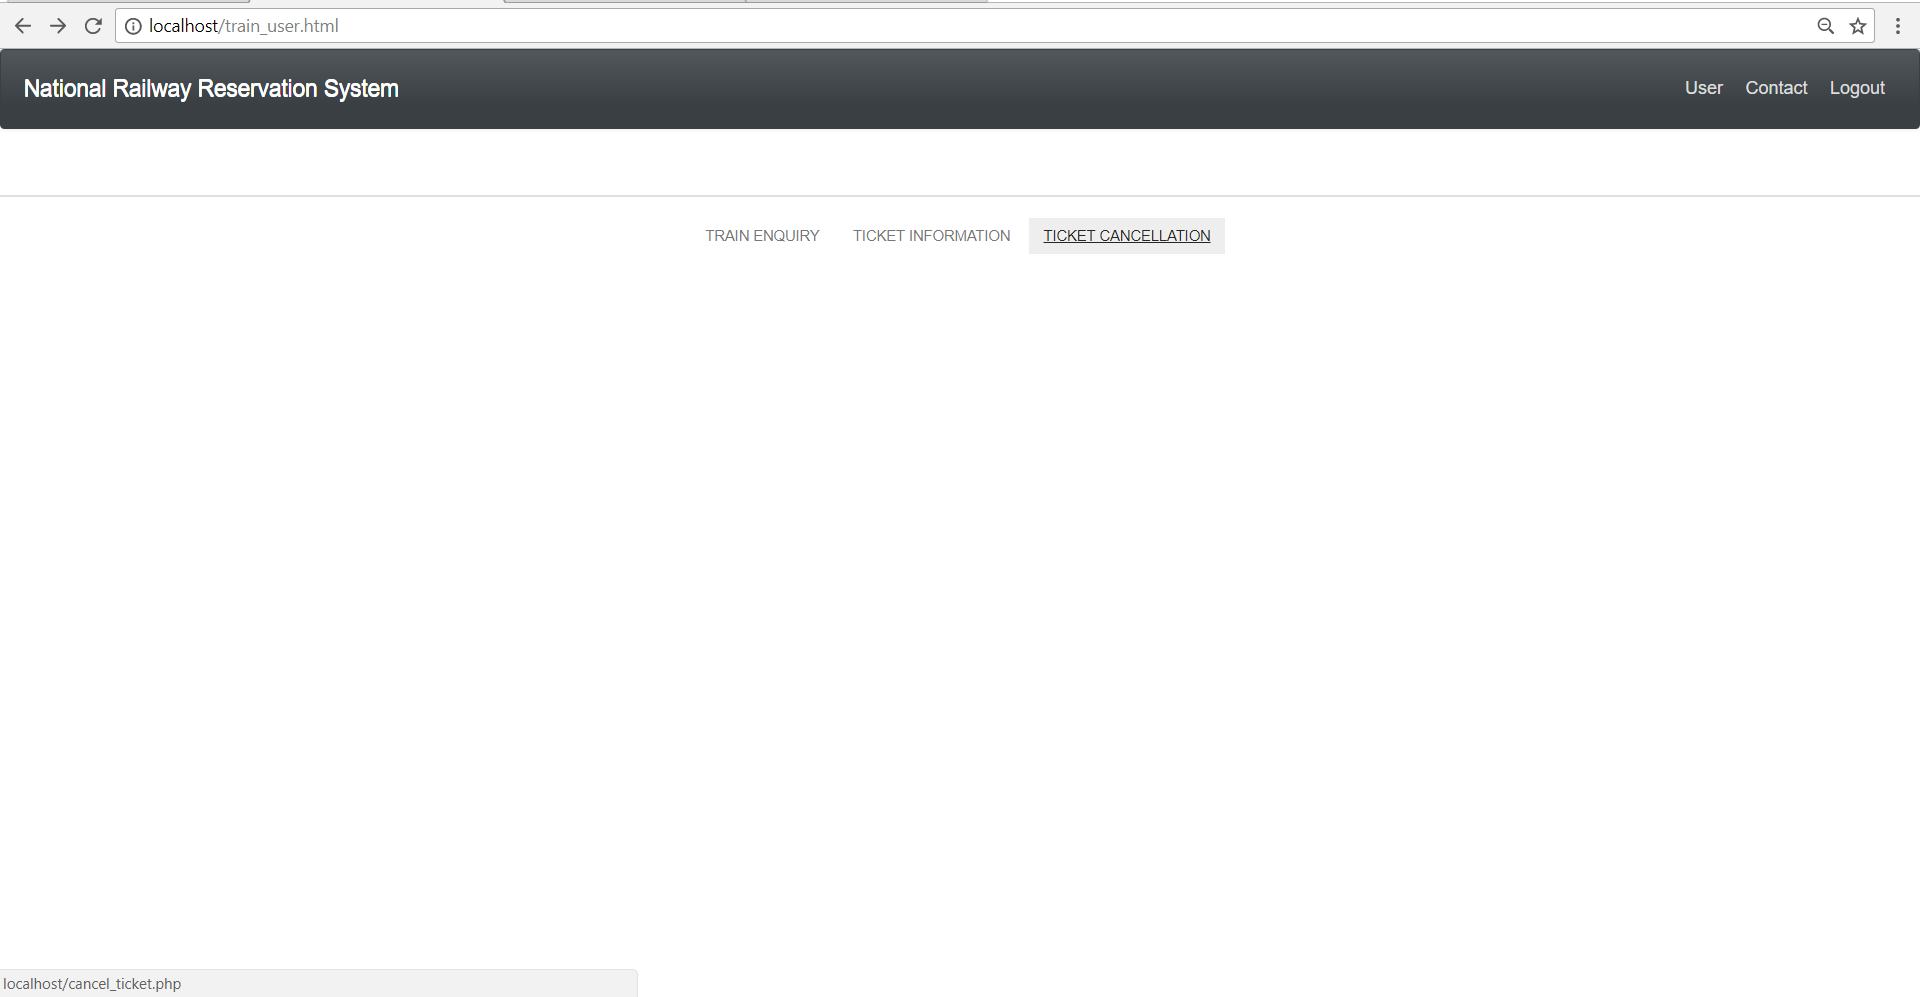 localhost/train_user.html
National Railway Reservation System
User Contact Logout
TRAIN ENQUIRY TICKET INFORMATION TICKET CANCELLATION
localhost/cancel_ticket.php